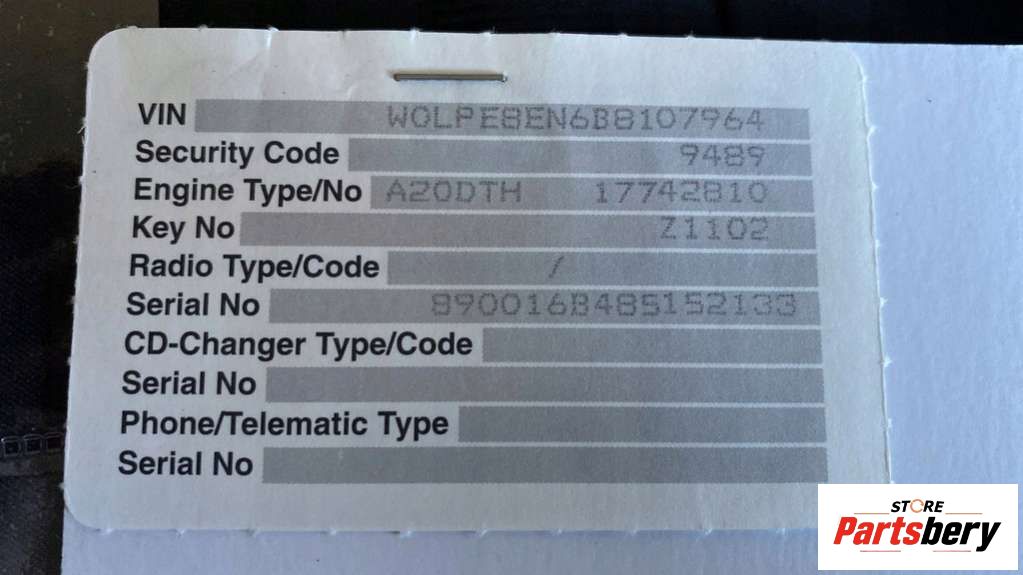 VIN WOLPE8EN6B8107964
Security Code 9489
Engine Type/No A20DTH 17742810
Key No Z1102
Radio Type/Code /
Serial No 890016B485152133
CD-Changer Type/Code
Serial No
Phone/Telematic Type
Serial No
STORE
Partsbery